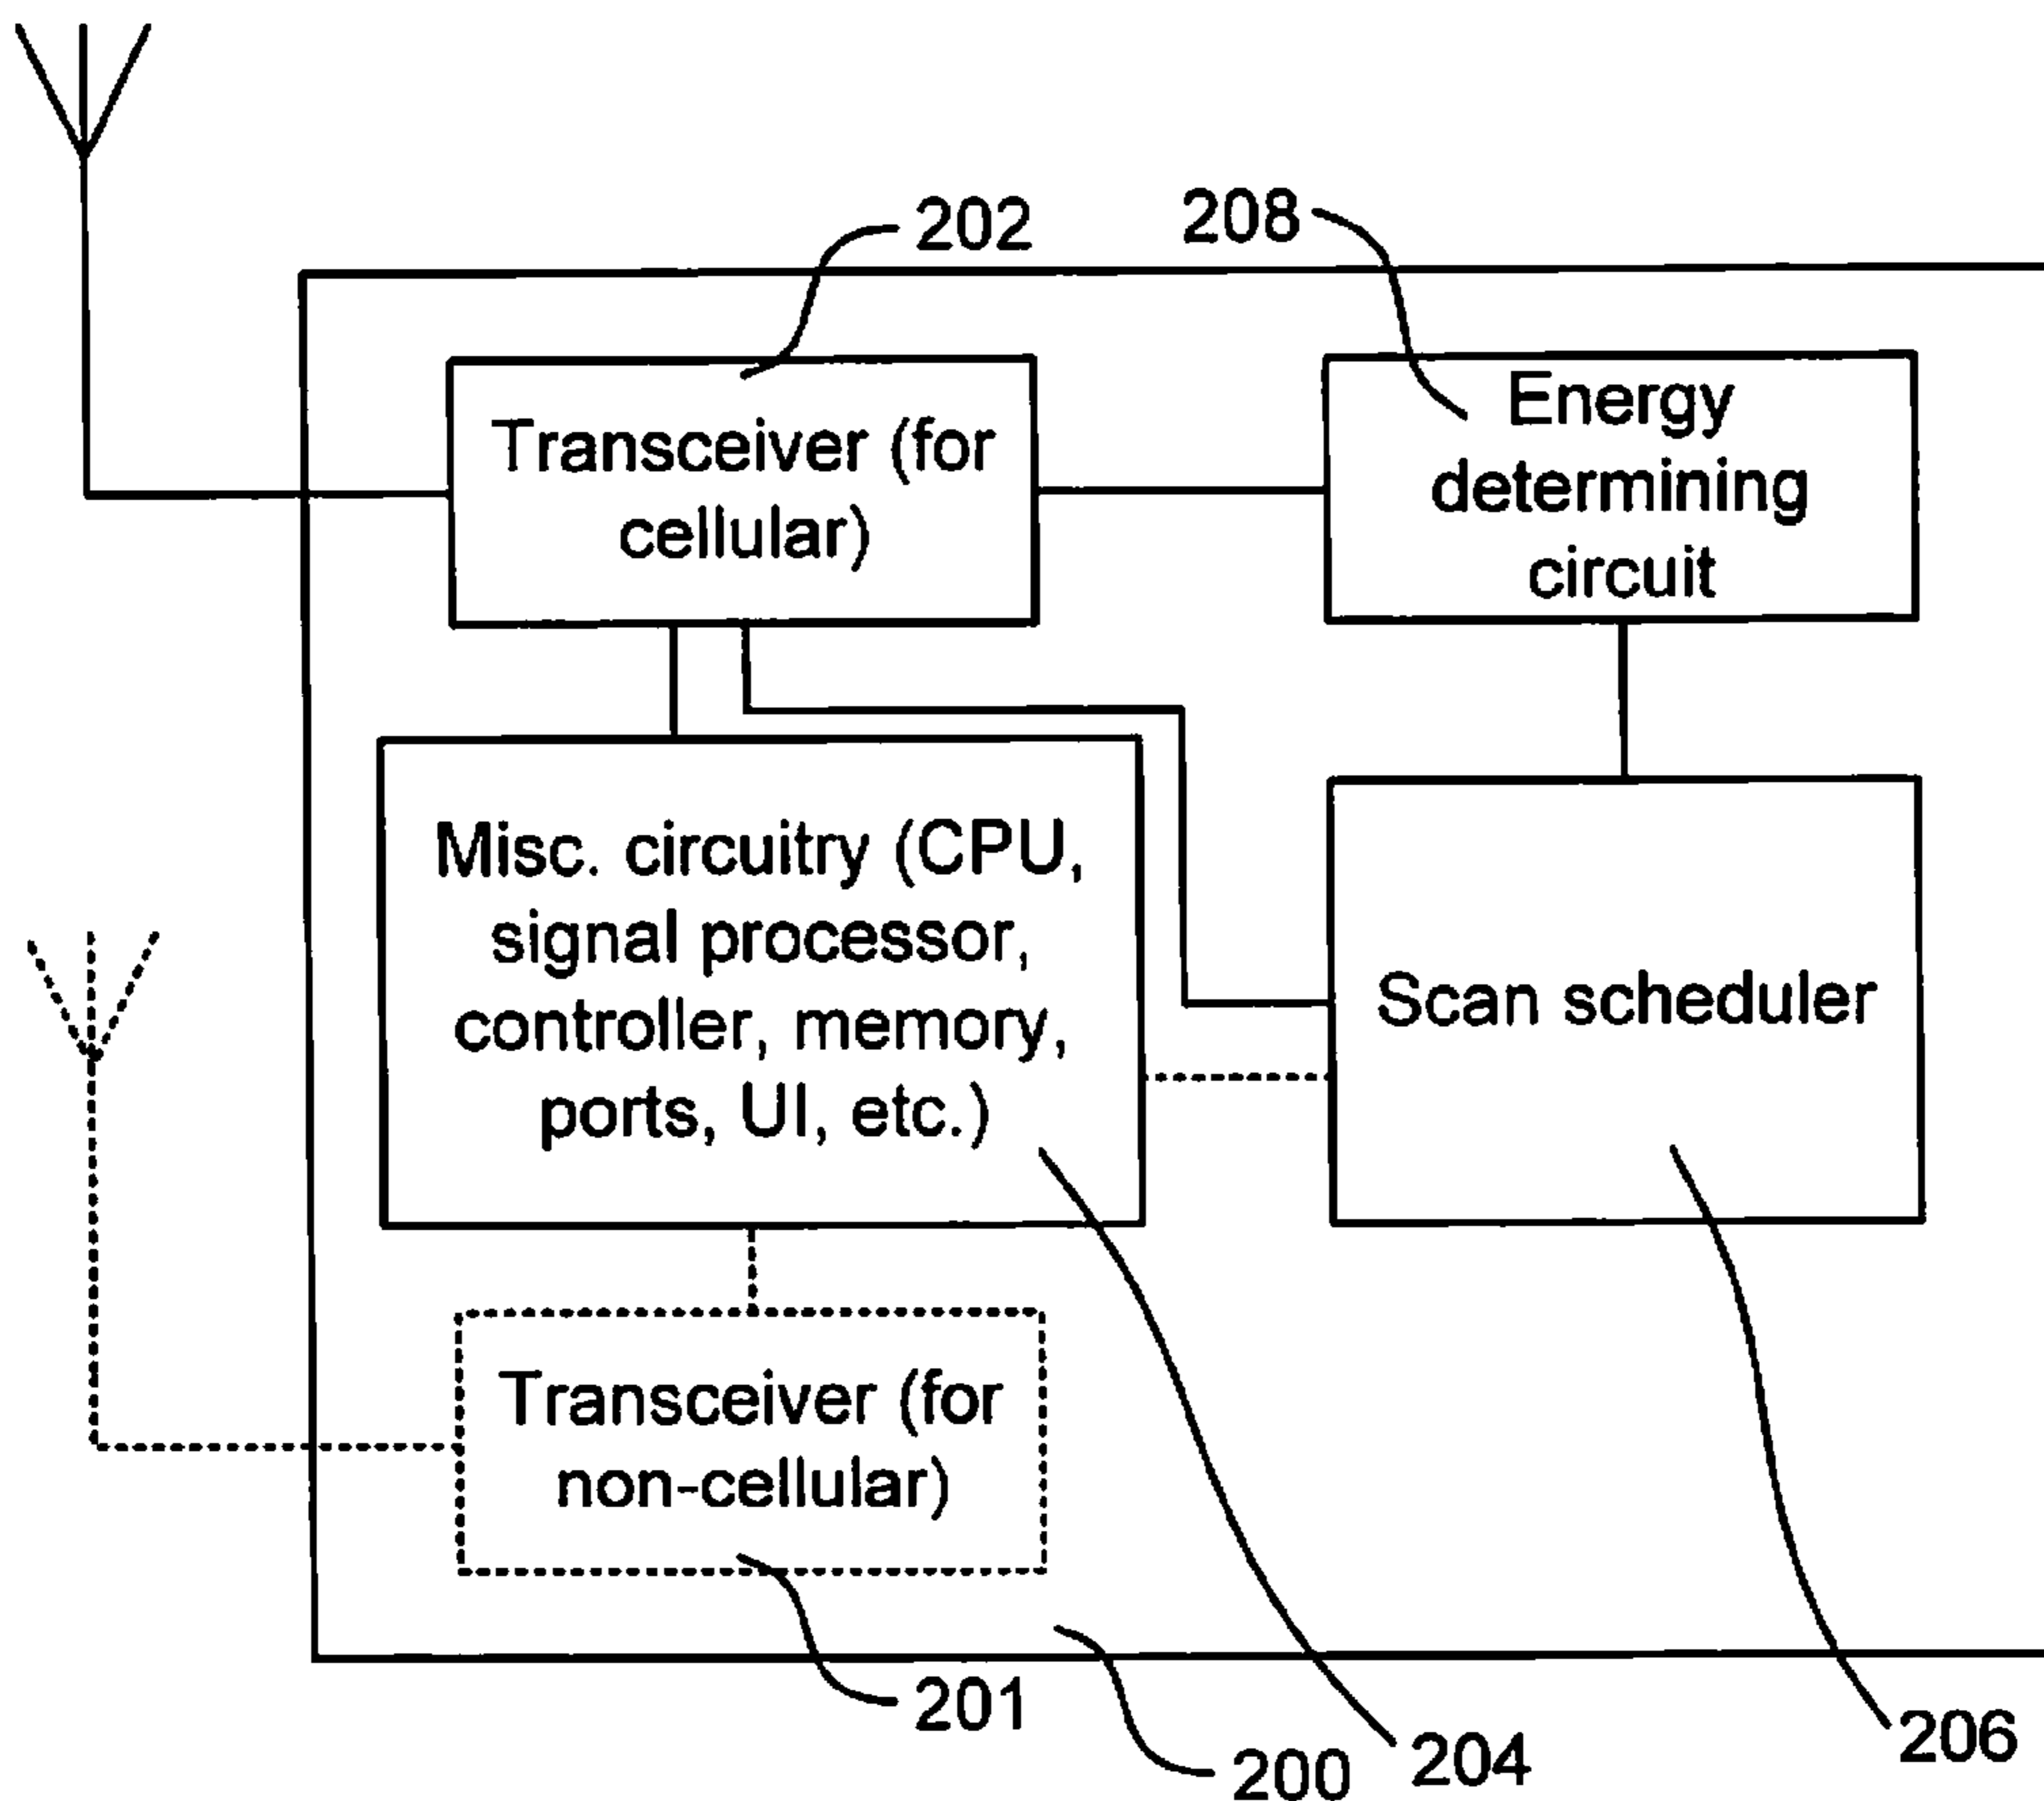 202
208
Transceiver (for
cellular)
Energy
determining
circuit
Misc. circuitry (CPU,
signal processor,
controller, memory,
ports, UI, etc.)
Scan scheduler
Transceiver (for
non-cellular)
201
200
204
206